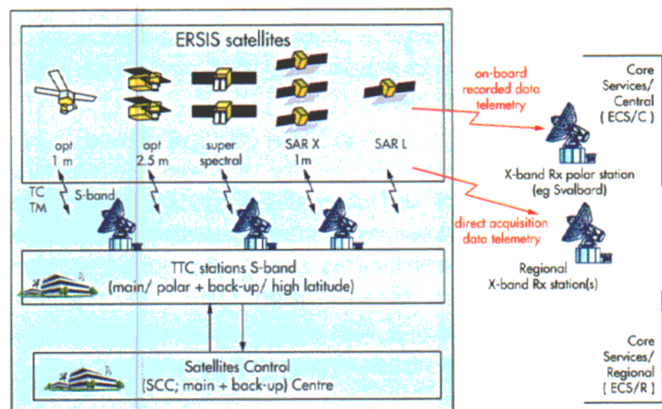 ERSIS satellites
opt
1 m
opt
2.5 m
super
spectral
SAR X
1m
SAR L
on-board
recorded data
telemetry
Core
Services/
Central
( ECS/C )
X-band Rx polar station
(eg Svalbard)
TC
TM
S-band
direct acquisition
data telemetry
Regional
X-band Rx station(s)
TTC stations S-band
(main/ polar + back-up/ high latitude)
Satellites Control
(SCC; main + back-up) Centre
Core
Services/
Regional
( ECS/R )